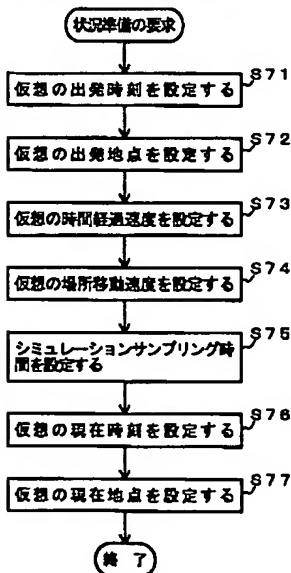 状況準備の要求
S71
仮想の出発時刻を設定する
S72
仮想の出発地点を設定する
S73
仮想の時間経過速度を設定する
S74
仮想の場所移動速度を設定する
S75
シミュレーションサンプリング時
間を設定する
S76
仮想の現在時刻を設定する
S77
仮想の現在地点を設定する
終了